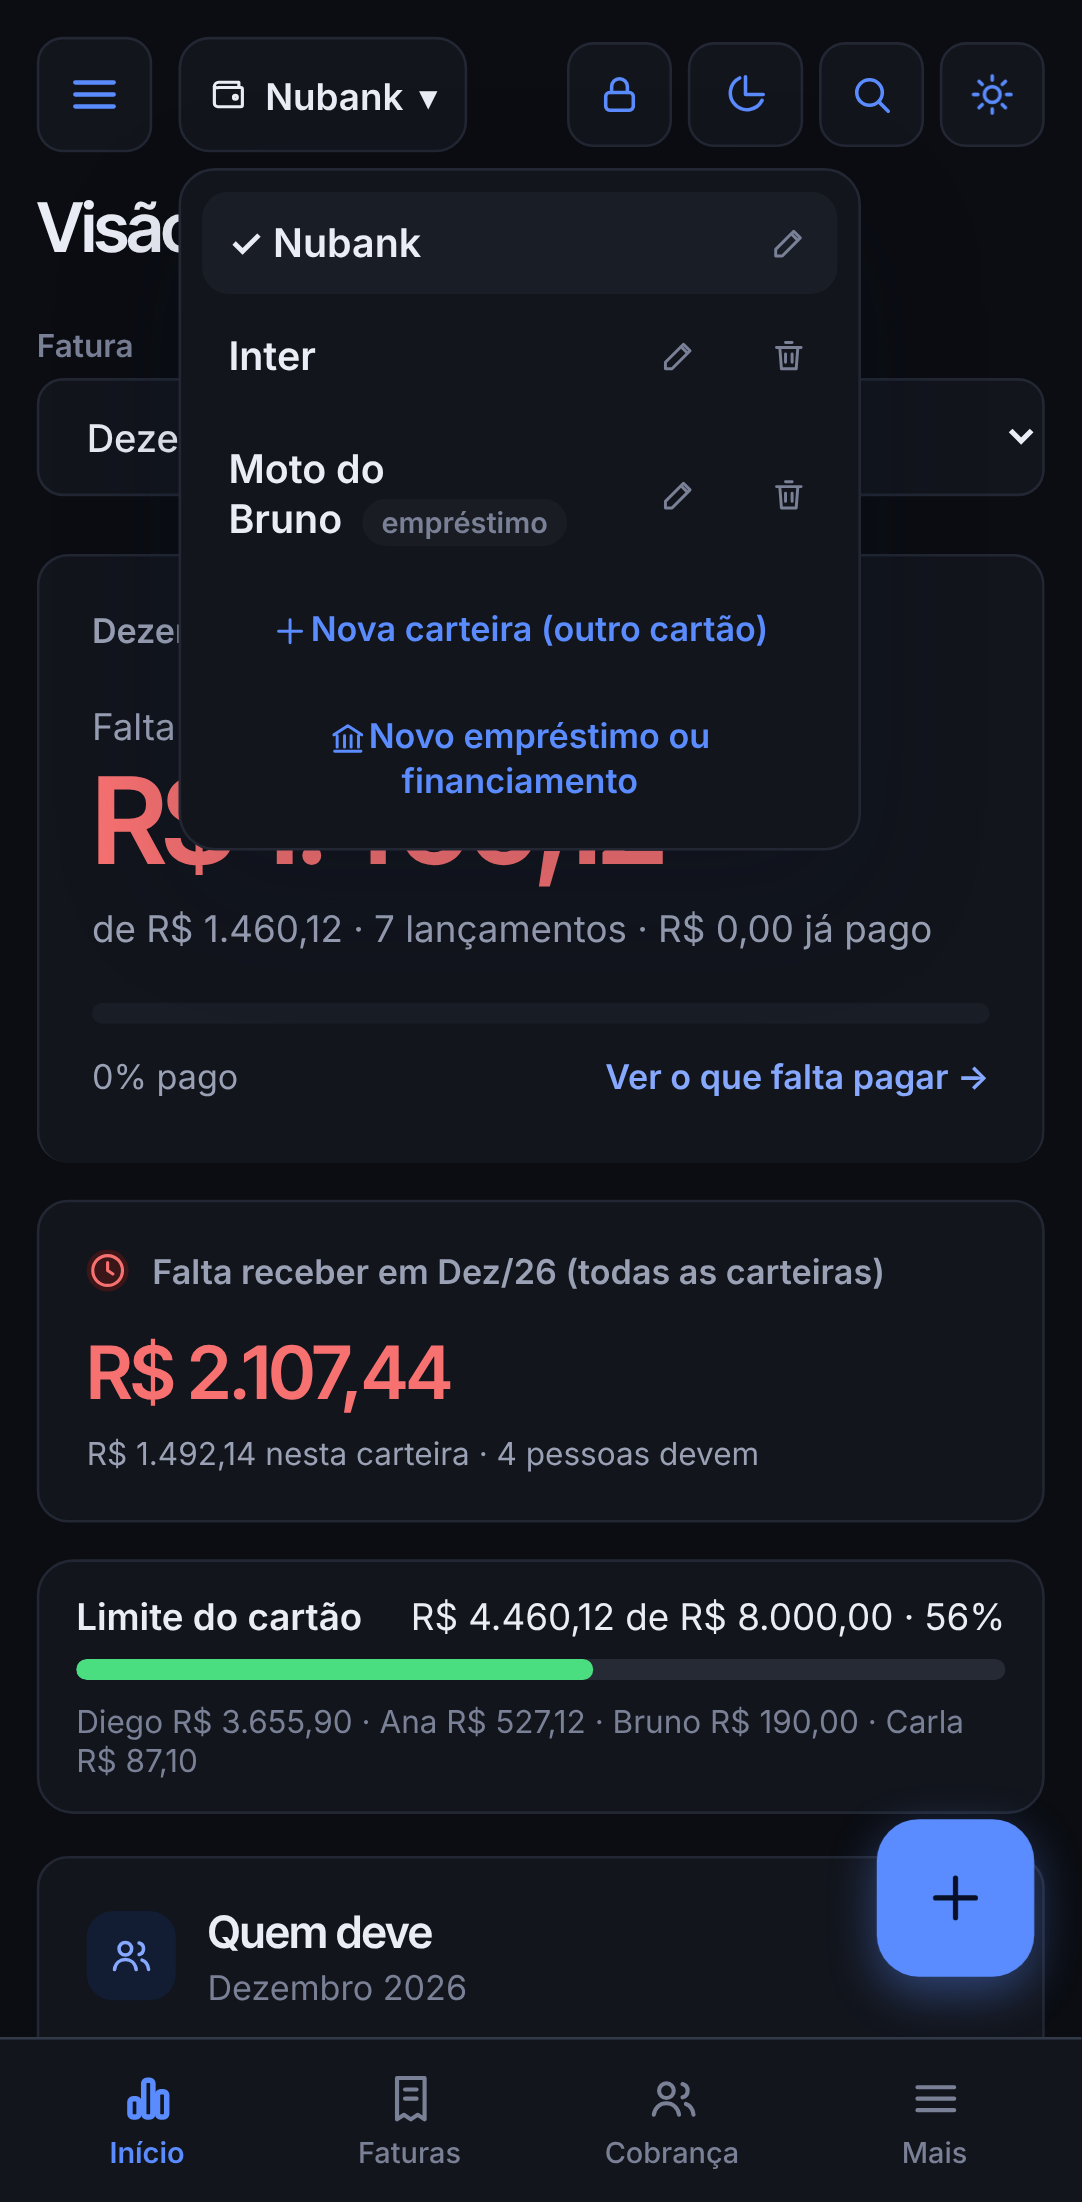 Nubank ▾
✓ Nubank
Inter
Moto do
Bruno empréstimo
+ Nova carteira (outro cartão)
Novo empréstimo ou
financiamento
Fatura
Falta
R$
de R$ 1.460,12 · 7 lançamentos · R$ 0,00 já pago
0% pago
Ver o que falta pagar →
Falta receber em Dez/26 (todas as carteiras)
R$ 2.107,44
R$ 1.492,14 nesta carteira · 4 pessoas devem
Limite do cartão R$ 4.460,12 de R$ 8.000,00 · 56%
Diego R$ 3.655,90 · Ana R$ 527,12 · Bruno R$ 190,00 · Carla
R$ 87,10
Quem deve
Dezembro 2026
Início
Faturas
Cobrança
Mais